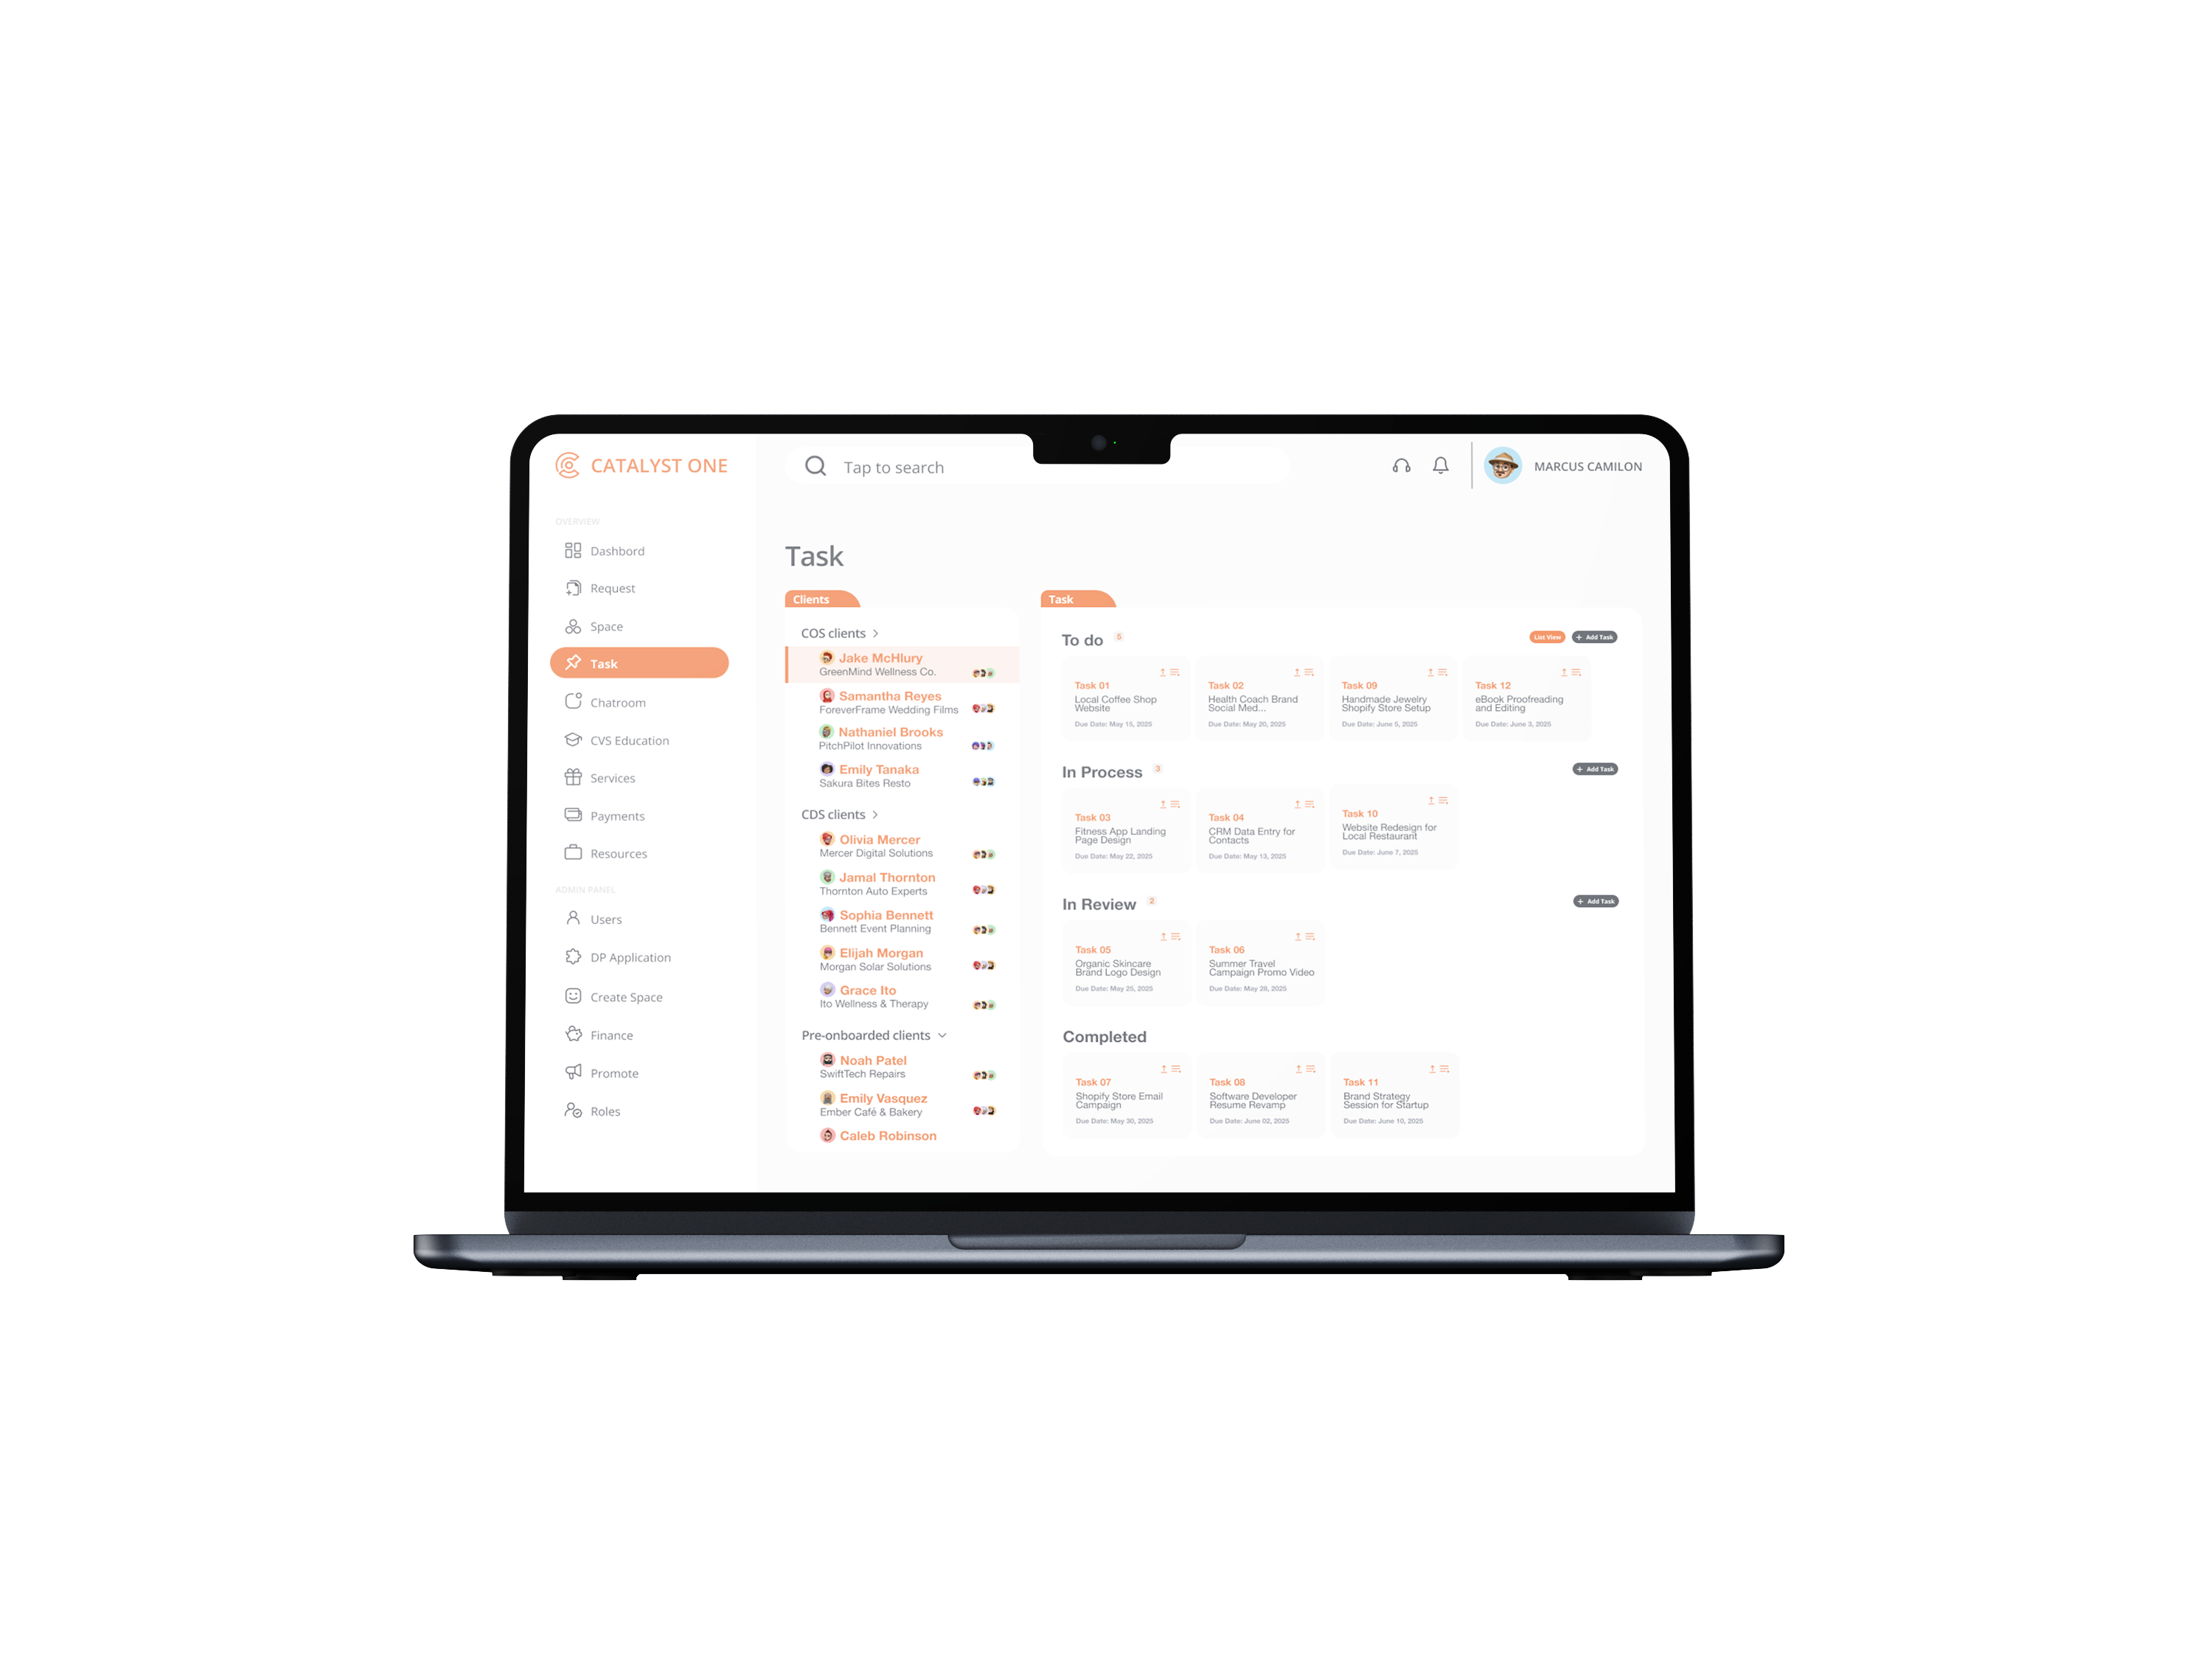 CATALYST ONE
Tap to search
MARCUS CAMILON
OVERVIEW
Dashbord
Request
Space
Task
Chatroom
CVS Education
Services
Payments
Resources
ADMIN PANEL
Users
DP Application
Create Space
Finance
Promote
Roles
Task
Clients
COS clients
Jake McHlury
GreenMind Wellness Co.
Samantha Reyes
ForeverFrame Wedding Films
Nathaniel Brooks
PitchPilot Innovations
Emily Tanaka
Sakura Bites Resto
CDS clients
Olivia Mercer
Mercer Digital Solutions
Jamal Thornton
Thornton Auto Experts
Sophia Bennett
Bennett Event Planning
Elijah Morgan
Morgan Solar Solutions
Grace Ito
Ito Wellness & Therapy
Pre-onboarded clients
Noah Patel
SwiftTech Repairs
Emily Vasquez
Ember Café & Bakery
Caleb Robinson
Task
To do 5
List View
+ Add Task
Task 01
Local Coffee Shop
Website
Due Date: May 15, 2025
Task 02
Health Coach Brand
Social Med...
Due Date: May 20, 2025
Task 09
Handmade Jewelry
Shopify Store Setup
Due Date: June 5, 2025
Task 12
eBook Proofreading
and Editing
Due Date: June 3, 2025
In Process 3
+ Add Task
Task 03
Fitness App Landing
Page Design
Due Date: May 22, 2025
Task 04
CRM Data Entry for
Contacts
Due Date: May 13, 2025
Task 10
Website Redesign for
Local Restaurant
Due Date: June 7, 2025
In Review 2
+ Add Task
Task 05
Organic Skincare
Brand Logo Design
Due Date: May 25, 2025
Task 06
Summer Travel
Campaign Promo Video
Due Date: May 28, 2025
Completed
Task 07
Shopify Store Email
Campaign
Due Date: May 30, 2025
Task 08
Software Developer
Resume Revamp
Due Date: June 02, 2025
Task 11
Brand Strategy
Session for Startup
Due Date: June 10, 2025